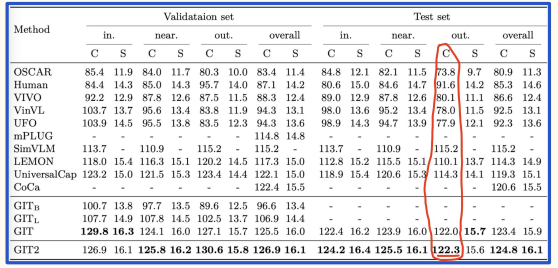 Validataion set Test set
Method in. near. out. overall in. near. out. overall
C S C S C S C S C S C S C S C S
OSCAR 85.4 11.9 84.0 11.7 80.3 10.0 83.4 11.4 84.8 12.1 82.1 11.5 73.8 9.7 80.9 11.3
Human 84.4 14.3 85.0 14.3 95.7 14.0 87.1 14.2 80.6 15.0 84.6 14.7 91.6 14.2 85.3 14.6
VIVO 92.2 12.9 87.8 12.6 87.5 11.5 88.3 12.4 89.0 12.9 87.8 12.6 80.1 11.1 86.6 12.4
VinVL 103.7 13.7 95.6 13.4 83.8 11.9 94.3 13.1 98.0 13.6 95.2 13.4 78.0 11.5 92.5 13.1
UFO 103.9 14.5 95.5 13.8 83.5 12.3 94.3 13.6 98.9 14.3 94.7 13.9 77.9 12.1 92.3 13.6
mPLUG - - - - - - 114.8 14.8 - - - - - - - -
SimVLM 113.7 - 110.9 - 115.2 - 115.2 - 113.7 - 110.9 - 115.2 - 115.2 -
LEMON 118.0 15.4 116.3 15.1 120.2 14.5 117.3 15.0 112.8 15.2 115.5 15.1 110.1 13.7 114.3 14.9
UniversalCap 123.2 15.0 121.5 15.3 123.4 14.4 122.1 15.0 118.9 15.4 120.6 15.3 114.3 14.1 119.3 15.1
CoCa - - - - - - 122.4 15.5 - - - - - - 120.6 15.5
GIT_B 100.7 13.8 97.7 13.5 89.6 12.5 96.6 13.4 - - - - - - - -
GIT_L 107.7 14.9 107.8 14.5 102.5 13.7 106.9 14.4 - - - - - - - -
GIT 129.8 16.3 124.1 16.0 127.1 15.7 125.5 16.0 122.4 16.2 123.9 16.0 122.0 15.7 123.4 15.9
GIT2 126.9 16.1 125.8 16.2 130.6 15.8 126.9 16.1 124.2 16.4 125.5 16.1 122.3 15.6 124.8 16.1